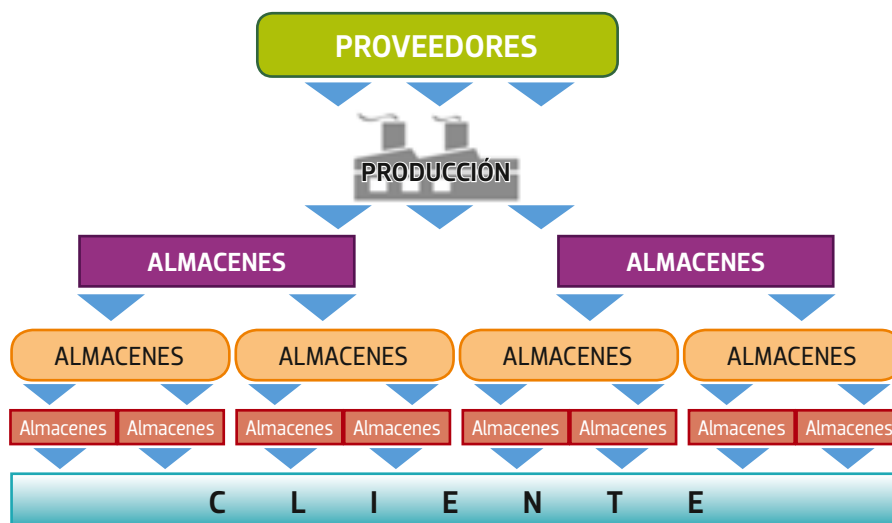 PROVEEDORES
PRODUCCIÓN
ALMACENES ALMACENES
ALMACENES ALMACENES ALMACENES ALMACENES
Almacenes Almacenes Almacenes Almacenes Almacenes Almacenes Almacenes Almacenes
C L I E N T E